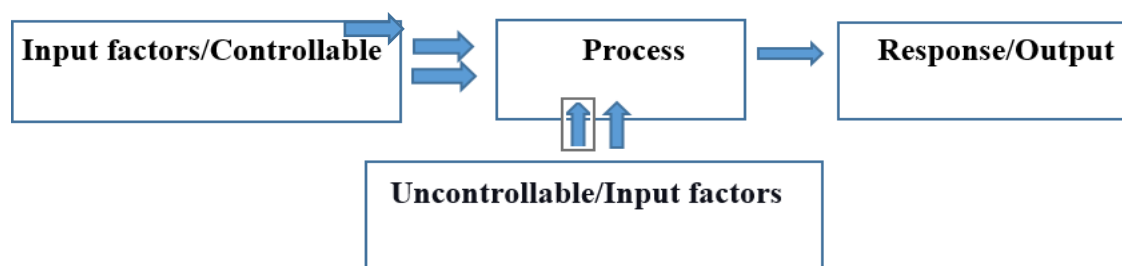 Input factors/Controllable
Process
Response/Output
Uncontrollable/Input factors